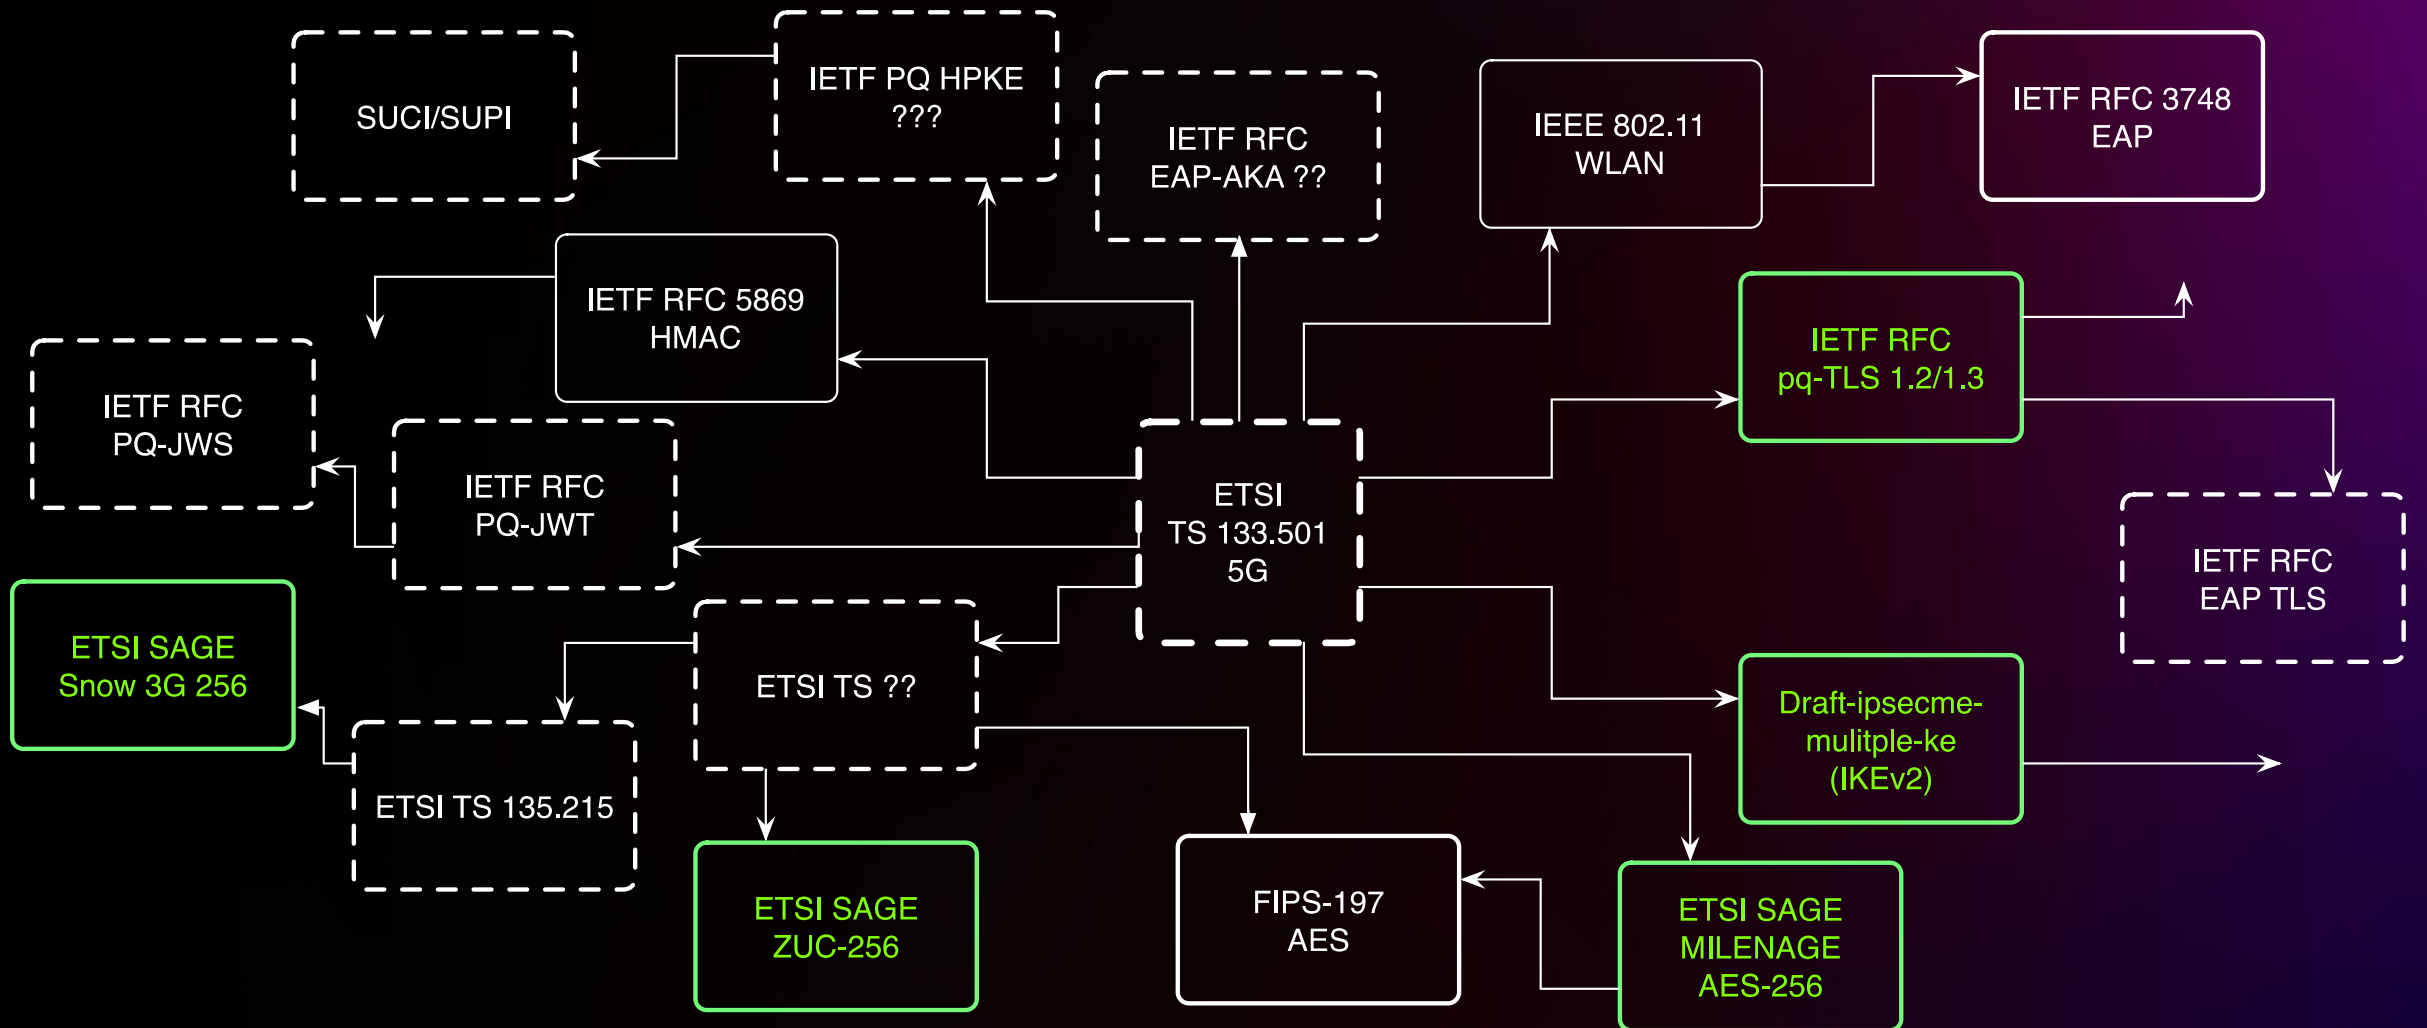 SUCI/SUPI
IETF PQ HPKE
???
IETF RFC
EAP-AKA ??
IEEE 802.11
WLAN
IETF RFC 3748
EAP
IETF RFC 5869
HMAC
IETF RFC
pq-TLS 1.2/1.3
IETF RFC
PQ-JWS
IETF RFC
PQ-JWT
ETSI
TS 133.501
5G
IETF RFC
EAP TLS
ETSI SAGE
Snow 3G 256
ETSI TS ??
Draft-ipsecme-
mulitple-ke
(IKEv2)
ETSI TS 135.215
ETSI SAGE
ZUC-256
FIPS-197
AES
ETSI SAGE
MILENAGE
AES-256